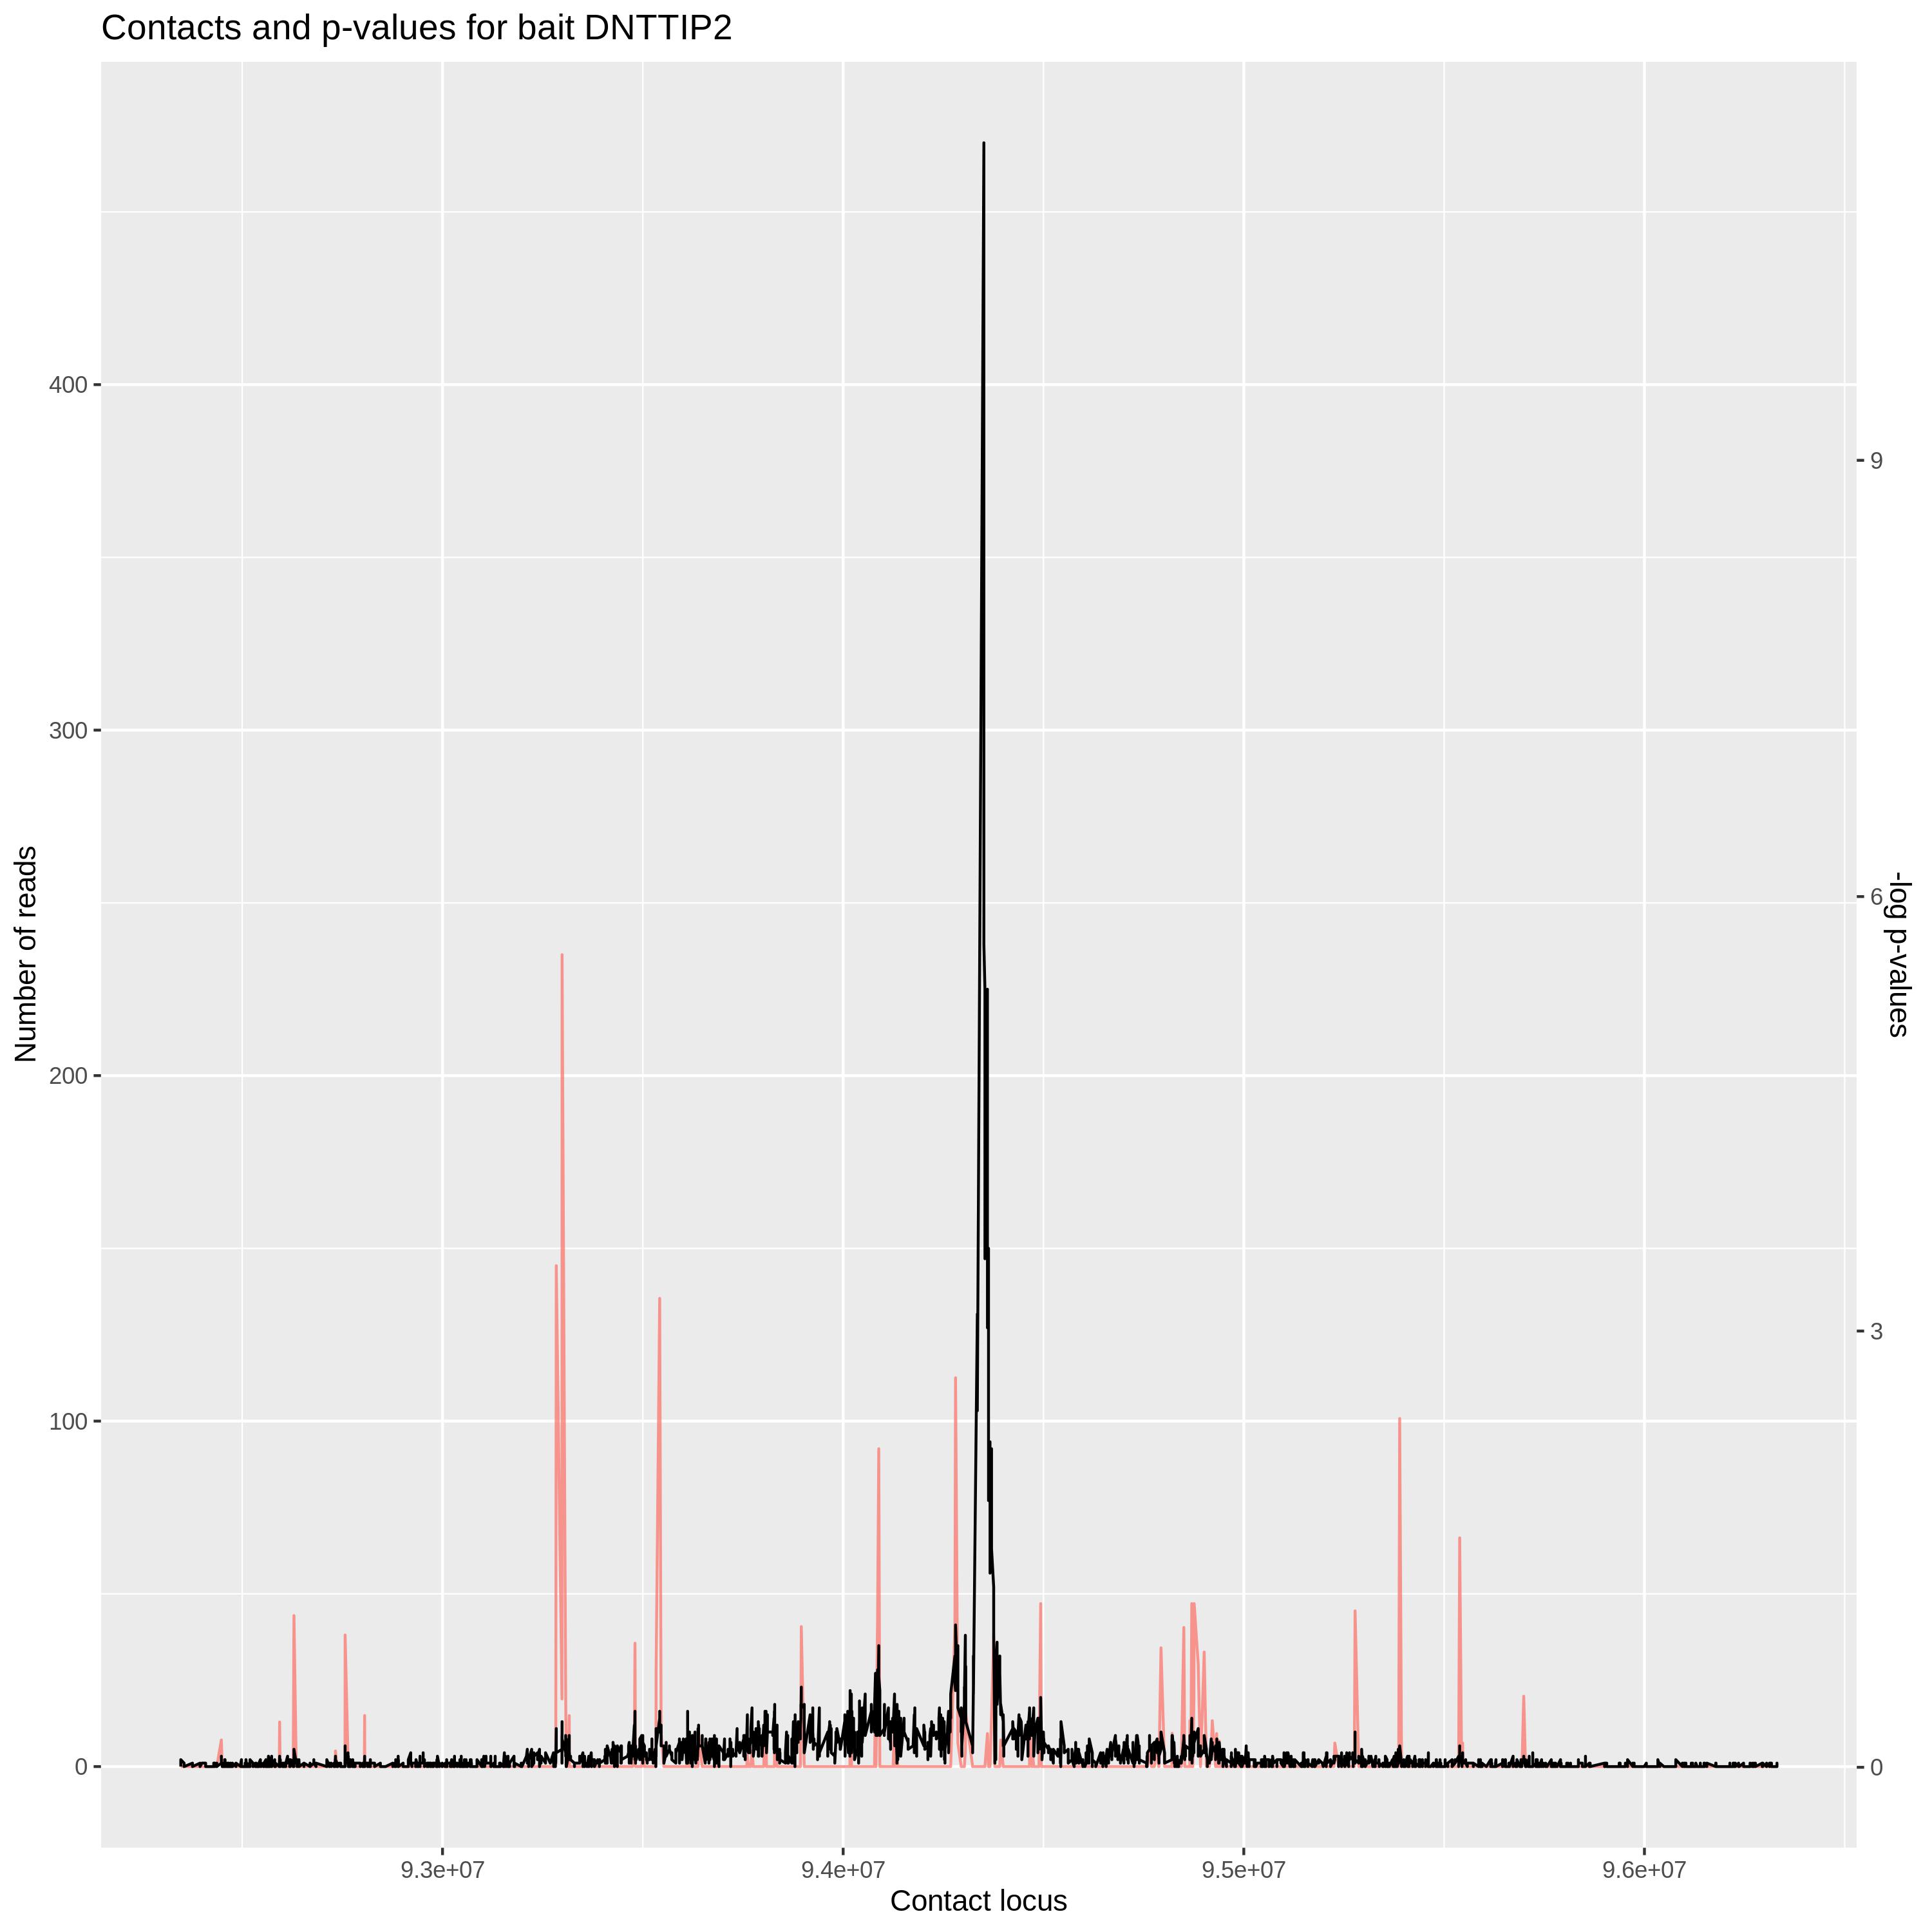 Contacts and p-values for bait DNTTIP2
Number of reads
400
300
200
100
0
9
6
3
0
-log p-values
9.3e+07
9.4e+07
9.5e+07
9.6e+07
Contact locus